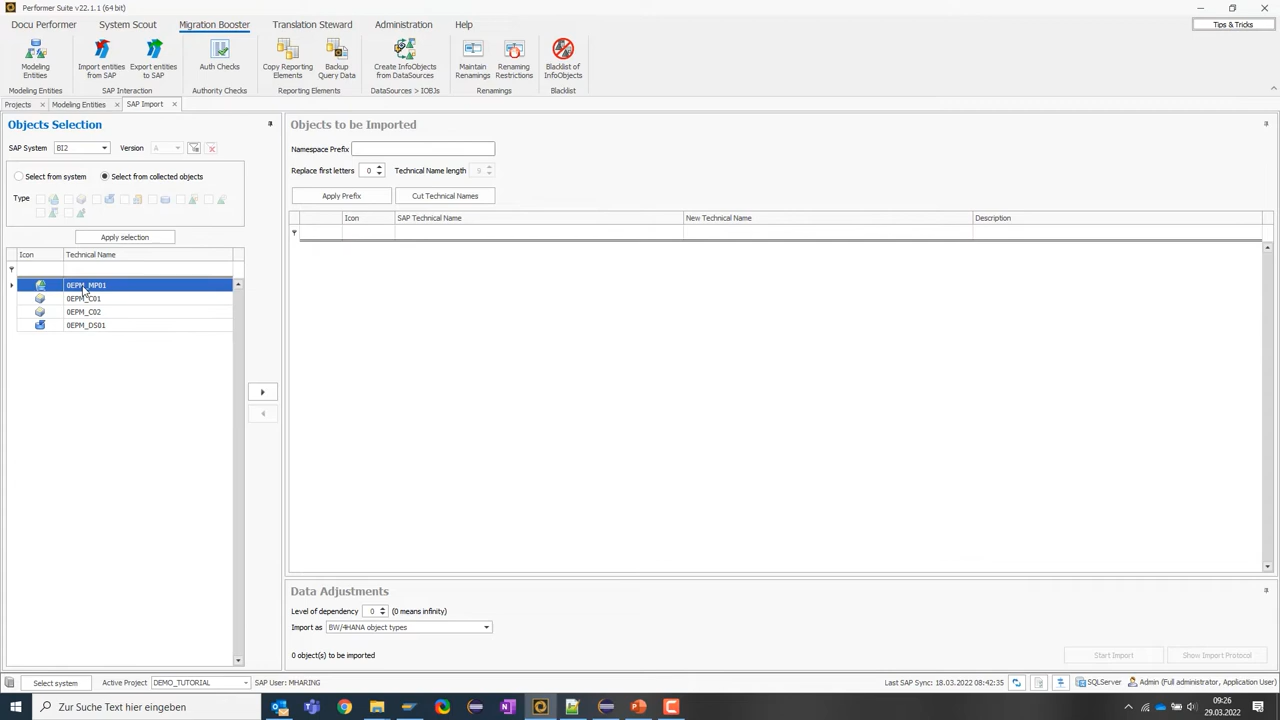 Performer Suite v22.1.1 (64 bit)
Docu Performer System Scout Migration Booster Translation Steward Administration Help Tips & Tricks
Modeling Entities
Import entities from SAP
Export entities to SAP
Auth Checks
Copy Reporting Elements
Backup Query Data
Create InfoObjects from DataSources
Maintain Renamings
Renaming Restrictions
Blacklist of InfoObjects
Modeling Entities SAP Interaction Authority Checks Reporting Elements DataSources > IOBJs Renamings Blacklist
Projects Modeling Entities SAP Import
Objects Selection
SAP System BI2 Version A
Select from system Select from collected objects
Type
Apply selection
Icon Technical Name
0EPM_MP01
0EPM_C01
0EPM_C02
0EPM_DS01
Objects to be Imported
Namespace Prefix
Replace first letters 0 Technical Name length 9
Apply Prefix Cut Technical Names
Icon SAP Technical Name New Technical Name Description
Data Adjustments
Level of dependency 0 (0 means infinity)
Import as BW/4HANA object types
0 object(s) to be imported Start Import Show Import Protocol
Select system Active Project DEMO_TUTORIAL SAP User: MHARING Last SAP Sync: 18.03.2022 08:42:35 SQLServer Admin (Full administrator, Application User)
Zur Suche Text hier eingeben
09:26
29.03.2022